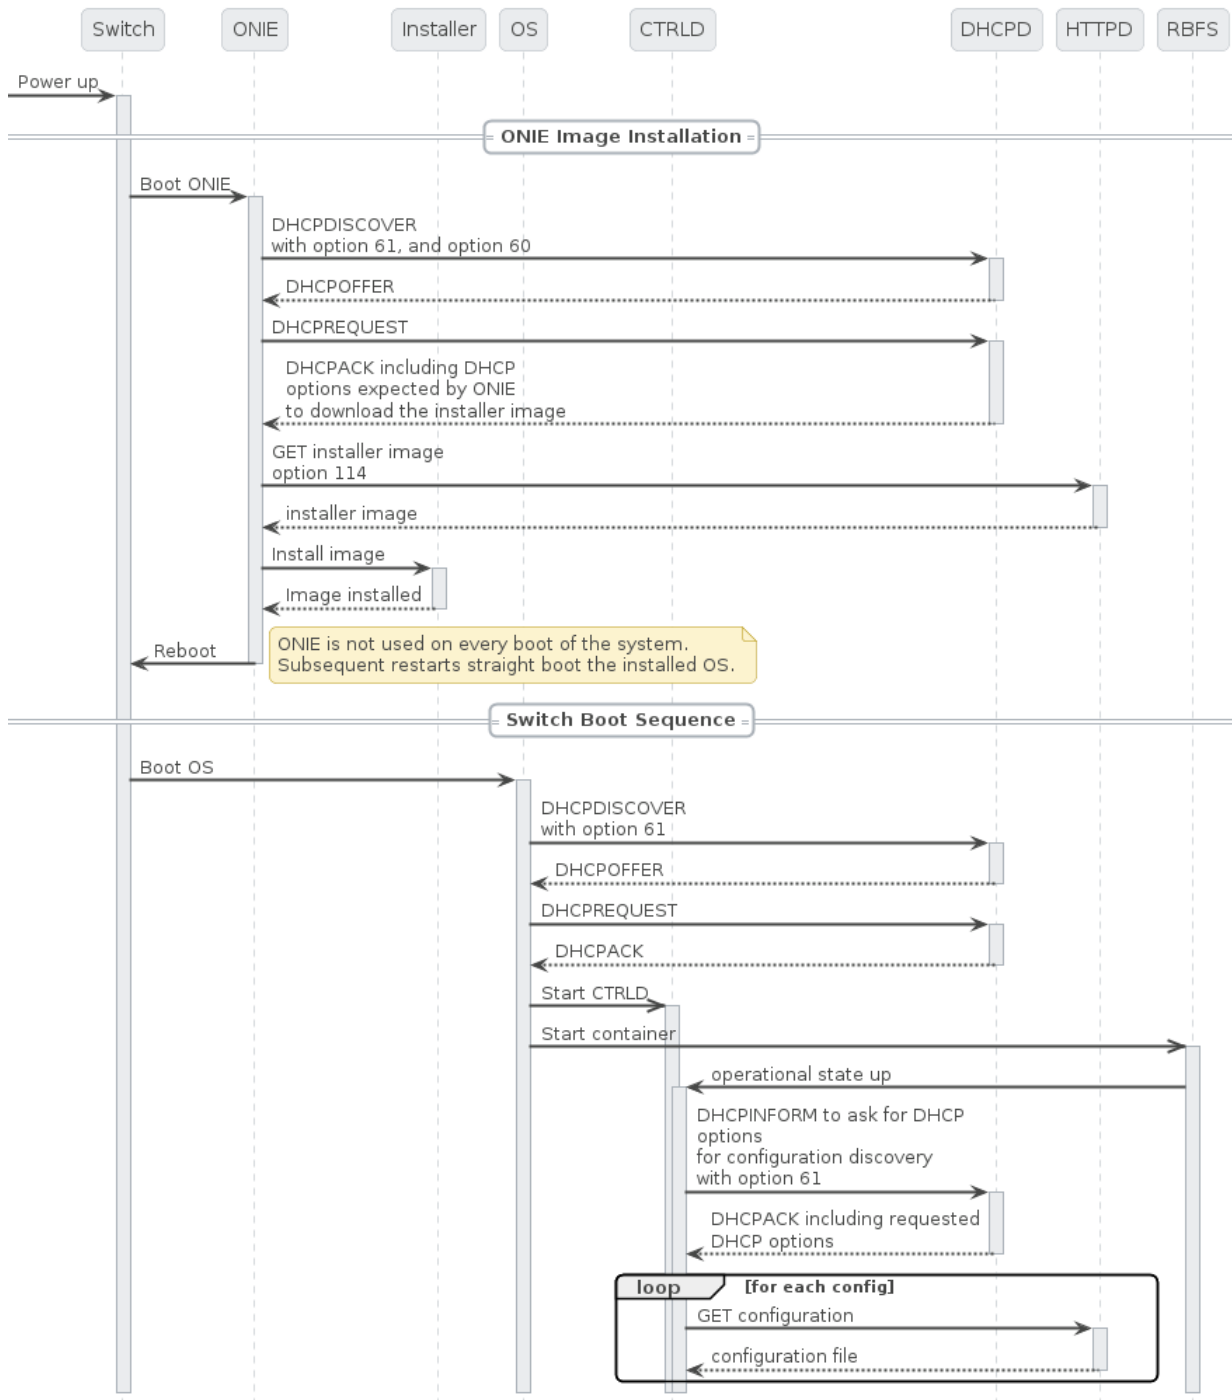 Switch ONIE Installer OS CTRLD DHCPD HTTPD RBFS
Power up
ONIE Image Installation
Boot ONIE
DHCPDISCOVER
with option 61, and option 60
DHCPOFFER
DHCPREQUEST
DHCPACK including DHCP
options expected by ONIE
to download the installer image
GET installer image
option 114
installer image
Install image
Image installed
ONIE is not used on every boot of the system.
Subsequent restarts straight boot the installed OS.
Reboot
Switch Boot Sequence
Boot OS
DHCPDISCOVER
with option 61
DHCPOFFER
DHCPREQUEST
DHCPACK
Start CTRLD
Start container
operational state up
DHCPINFORM to ask for DHCP
options
for configuration discovery
with option 61
DHCPACK including requested
DHCP options
loop [for each config]
GET configuration
configuration file